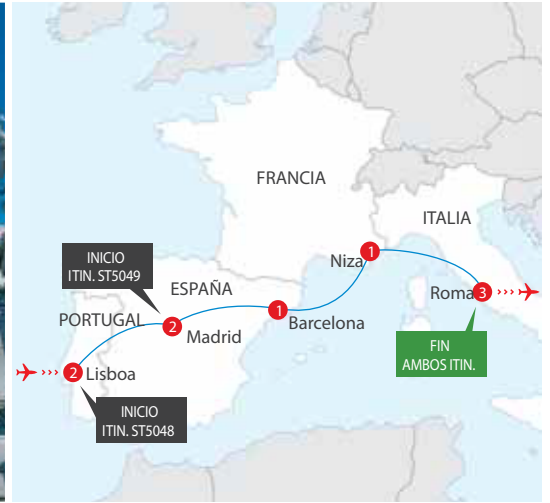 FRANCIA
ITALIA
1
Niza
INICIO
ITIN. ST5049
ESPAÑA
Roma 3
PORTUGAL
2
Madrid
1
Barcelona
FIN
AMBOS ITIN.
2 Lisboa
INICIO
ITIN. ST5048